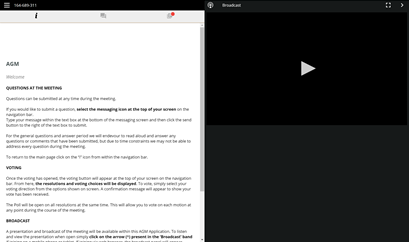 164-689-311
Broadcast
AGM
Welcome
QUESTIONS AT THE MEETING
Questions can be submitted at any time during the meeting.
If you would like to submit a question, select the messaging icon at the top of your screen on the
navigation bar.
Type your message within the text box at the bottom of the messaging screen and then click the send
button to the right of the text box to submit.
For the general questions and answer period we will endeavour to read aloud and answer any
questions or comments that have been submitted, but due to time constraints we may not be able to
address every question during the meeting.
To return to the main page click on the 'i' icon from within the navigation bar.
VOTING
Once the voting has opened, the voting button will appear at the top of your screen on the navigation
bar. From here, the resolutions and voting choices will be displayed. To vote, simply select your
voting direction from the options shown on screen. A confirmation message will appear to show your
vote has been received.
The Poll will be open on all resolutions at the same time. This will allow you to vote on each motion at
any point during the course of the meeting.
BROADCAST
A presentation and broadcast of the meeting will be available within this AGM Application. To listen
and view the presentation when open simply click on the arrow (^) present in the 'Broadcast' band